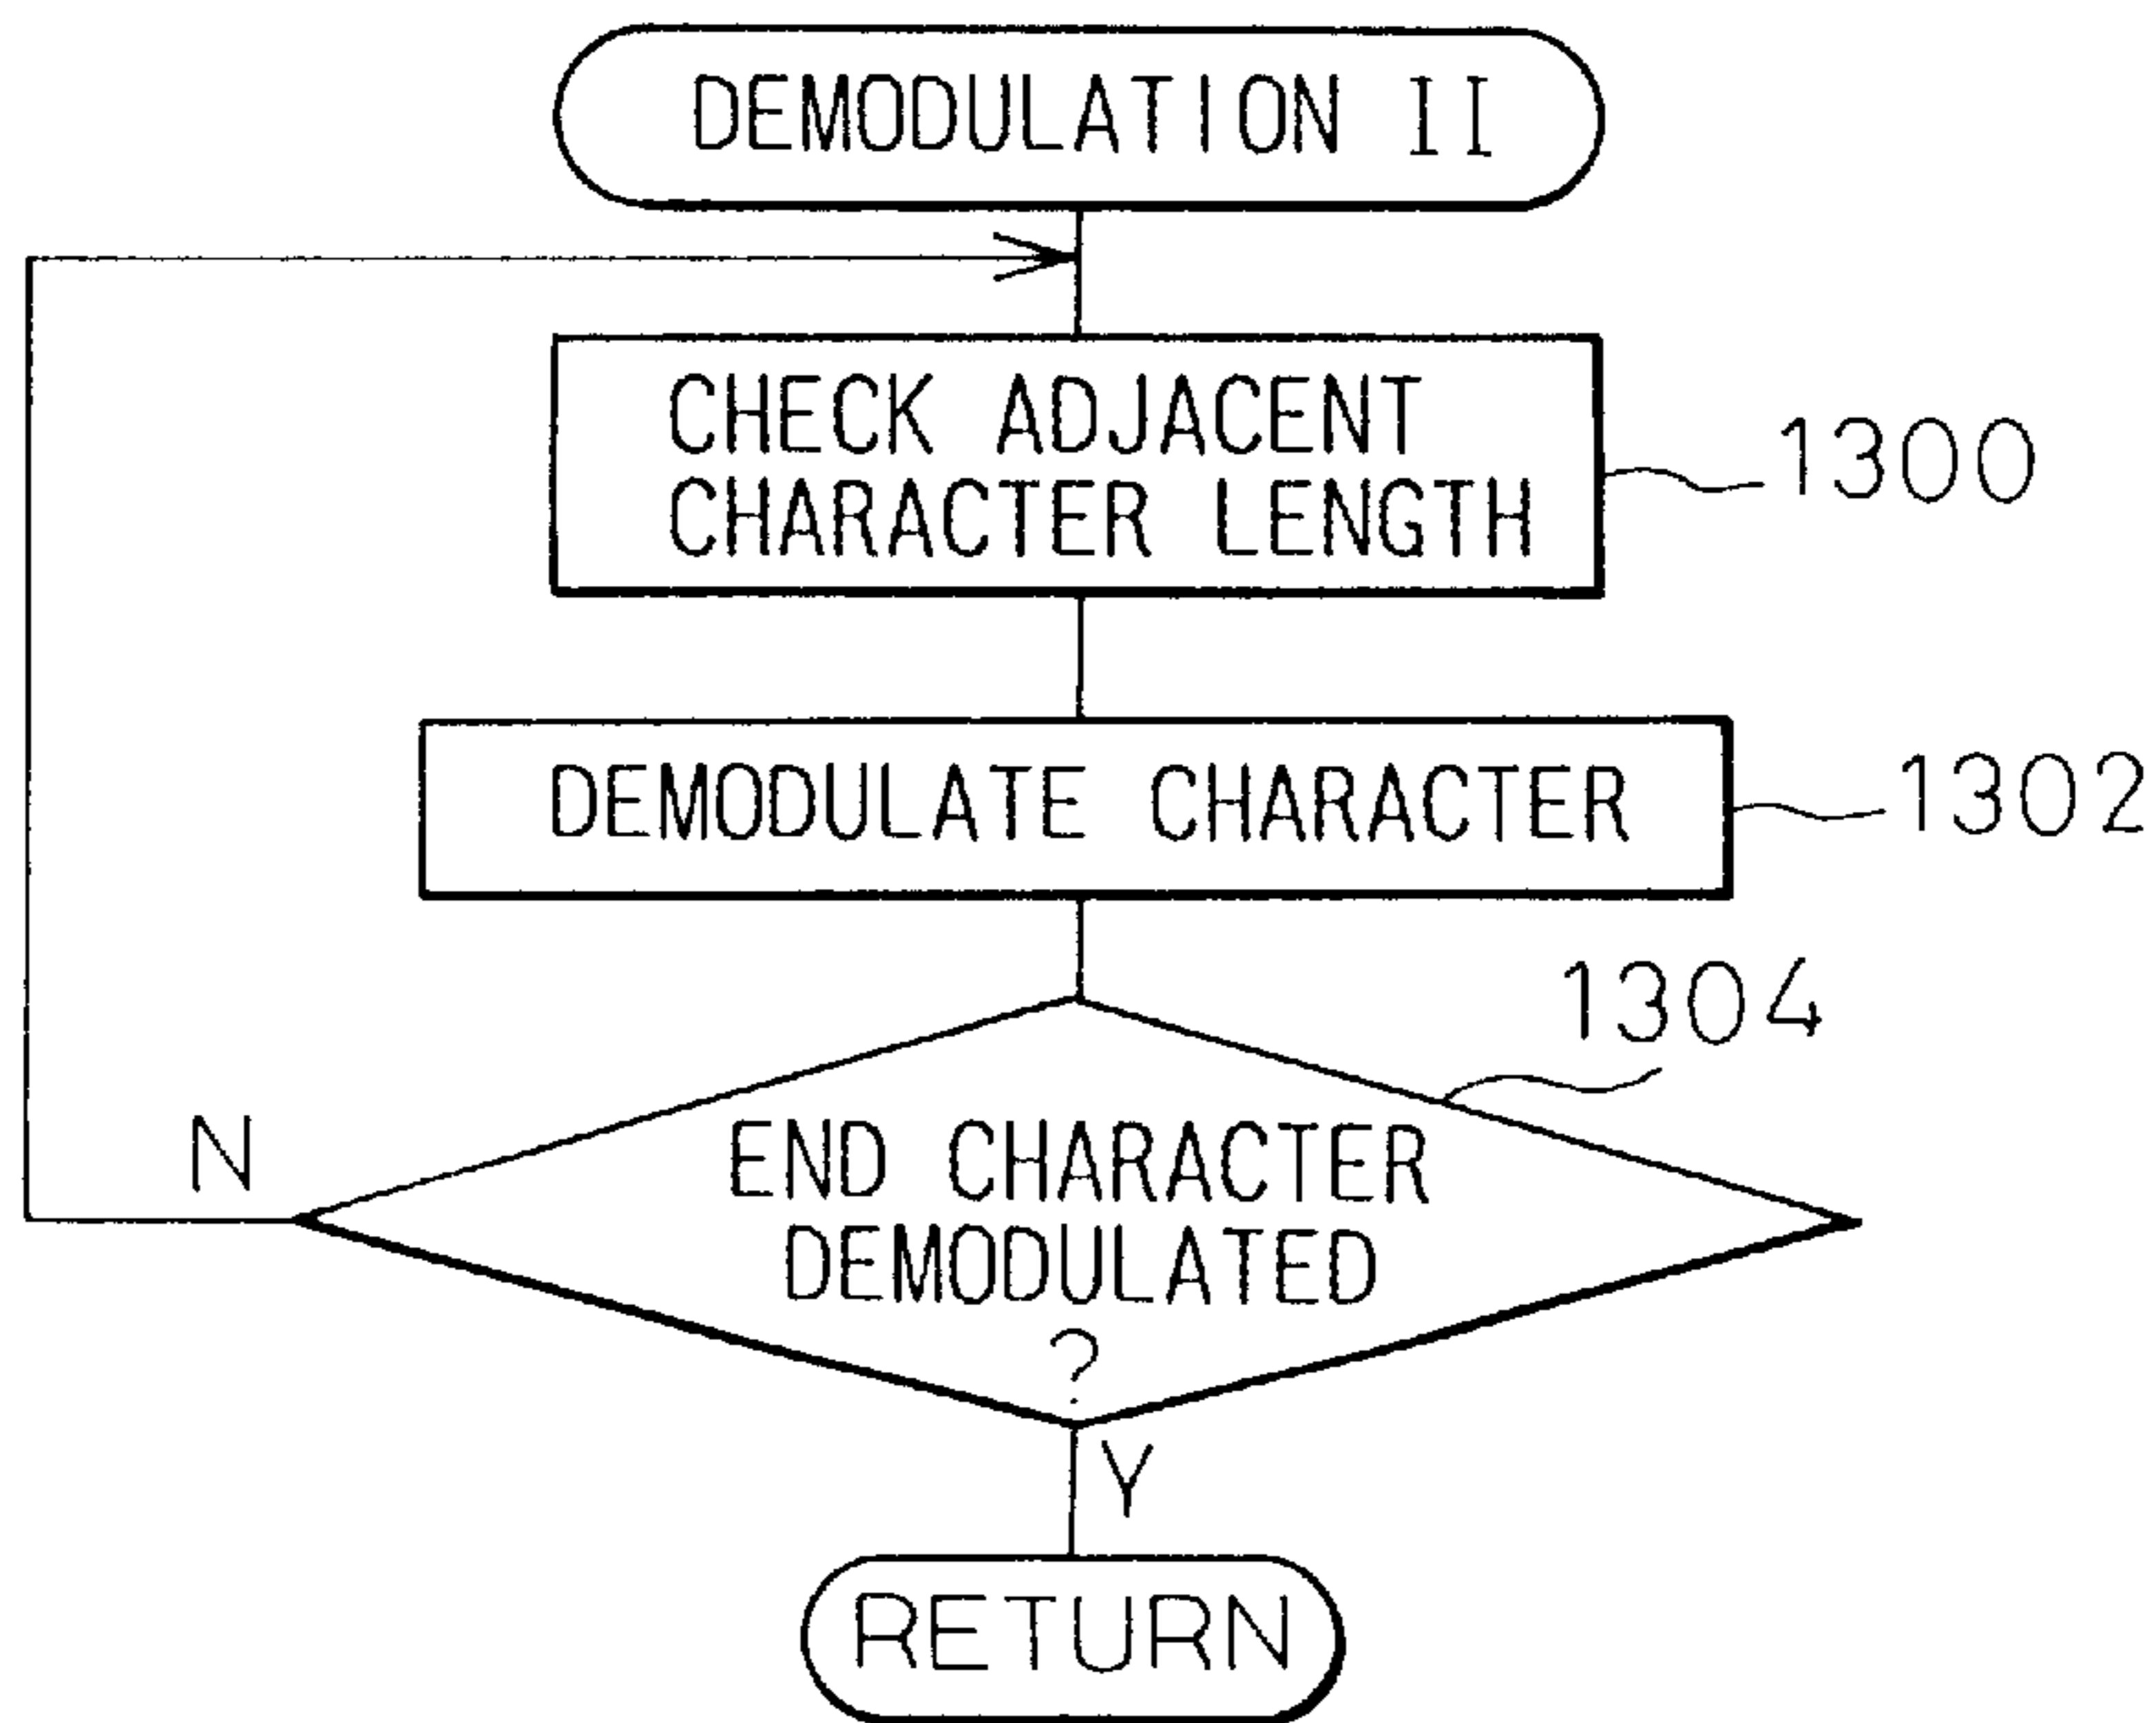 DEMODULATION II
CHECK ADJACENT
CHARACTER LENGTH
1300
DEMODULATE CHARACTER
1302
1304
N
END CHARACTER
DEMODULATED
?
Y
RETURN